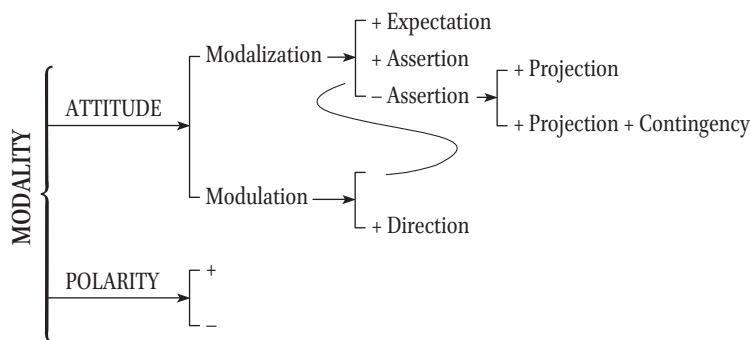 + Expectation
Modalization
+ Assertion
+ Projection
– Assertion
ATTITUDE
+ Projection + Contingency
MODALITY
Modulation
+ Direction
+
POLARITY
–